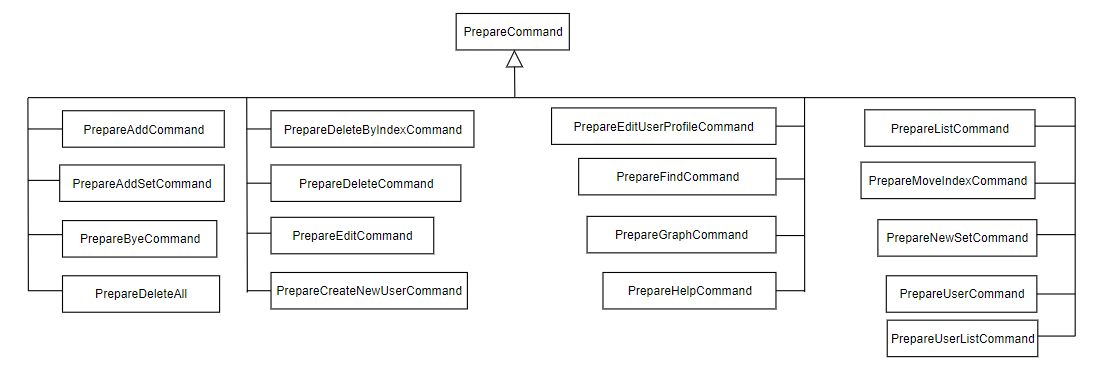 PrepareCommand
PrepareAddCommand
PrepareAddSetCommand
PrepareByeCommand
PrepareDeleteAll
PrepareDeleteByIndexCommand
PrepareDeleteCommand
PrepareEditCommand
PrepareCreateNewUserCommand
PrepareEditUserProfileCommand
PrepareFindCommand
PrepareGraphCommand
PrepareHelpCommand
PrepareListCommand
PrepareMoveIndexCommand
PrepareNewSetCommand
PrepareUserCommand
PrepareUserListCommand